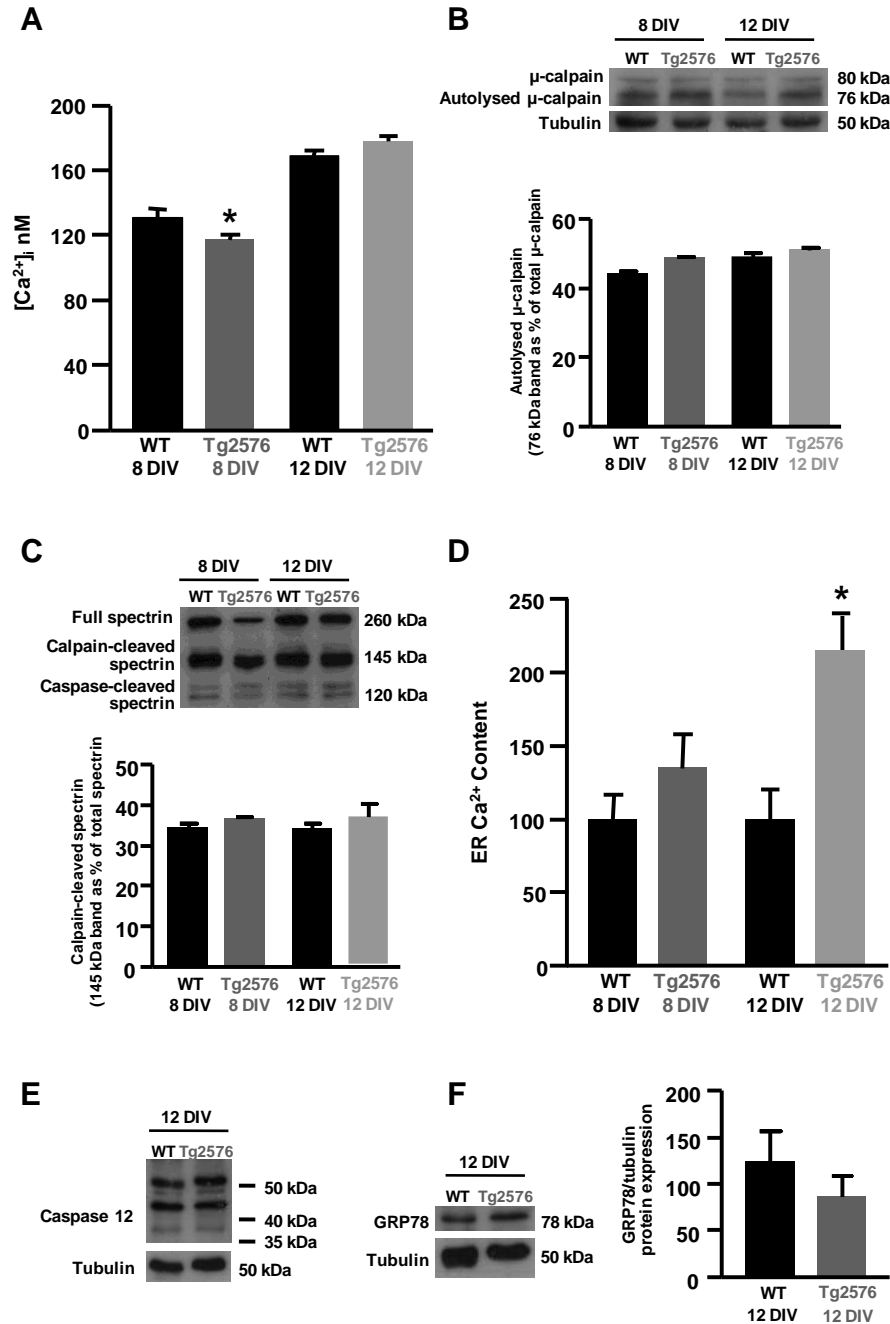 A
200
160
120
80
40
0
[Ca²⁺]ᵢ nM
*
WT
8 DIV
Tg2576
8 DIV
WT
12 DIV
Tg2576
12 DIV
B
8 DIV
12 DIV
WT Tg2576 WT Tg2576
µ-calpain
80 kDa
Autolysed µ-calpain
76 kDa
Tubulin
50 kDa
Autolysed µ-calpain
(76 kDa band as % of total µ-calpain
60
40
20
0
WT
8 DIV
Tg2576
8 DIV
WT
12 DIV
Tg2576
12 DIV
C
8 DIV
12 DIV
WT Tg2576 WT Tg2576
Full spectrin
260 kDa
Calpain-cleaved
spectrin
145 kDa
Caspase-cleaved
spectrin
120 kDa
Calpain-cleaved spectrin
(145 kDa band as % of total spectrin
50
40
30
20
10
0
WT
8 DIV
Tg2576
8 DIV
WT
12 DIV
Tg2576
12 DIV
D
ER Ca²⁺ Content
250
200
150
100
50
0
*
WT
8 DIV
Tg2576
8 DIV
WT
12 DIV
Tg2576
12 DIV
E
12 DIV
WT Tg2576
Caspase 12
50 kDa
40 kDa
35 kDa
Tubulin
50 kDa
F
12 DIV
WT Tg2576
GRP78
78 kDa
Tubulin
50 kDa
GRP78/tubulin
protein expression
200
150
100
50
0
WT
12 DIV
Tg2576
12 DIV